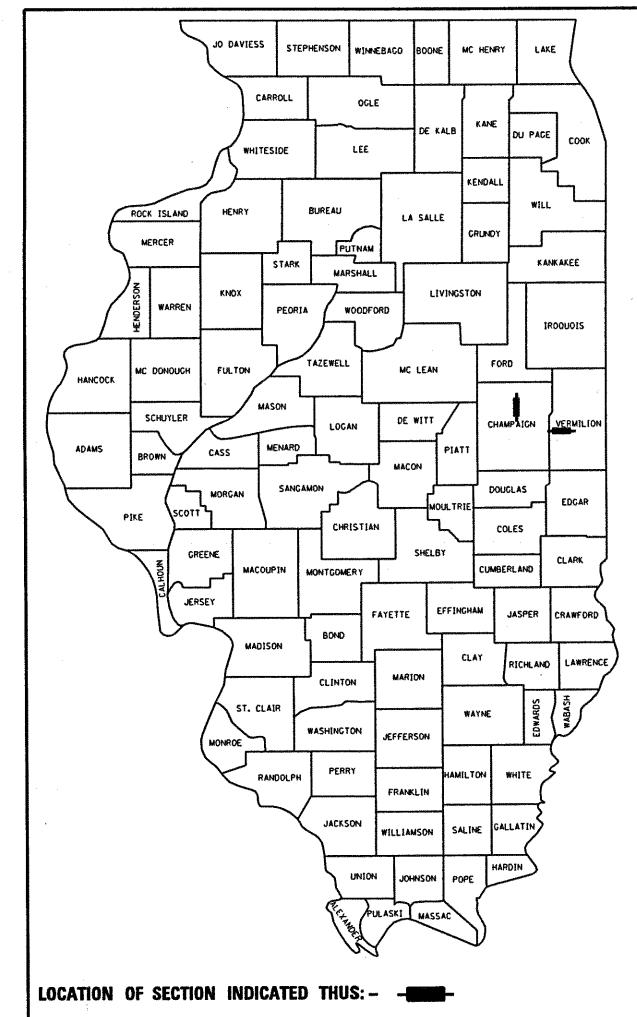 JO DAVIESS STEPHENSON WINNEBAGO BOONE MC HENRY LAKE
CARROLL OGLE DE KALB KANE DU PAGE COOK
WHITESIDE LEE
KENDALL WILL
ROCK ISLAND HENRY BUREAU LA SALLE GRUNDY
MERCER PUTNAM
STARK MARSHALL KANKAKEE
HENDERSON WARREN KNOX PEORIA WOODFORD LIVINGSTON IROQUOIS
HANCOCK MC DONOUGH FULTON TAZEWELL MC LEAN FORD
SCHUYLER MASON LOGAN DE WITT CHAMPAIGN VERMILION
ADAMS BROWN CASS MENARD MACON PIATT
PIKE SCOTT MORGAN SANGAMON MOULTRIE DOUGLAS EDGAR
CHRISTIAN COLES
GREENE MACOUPIN MONTGOMERY SHELBY CUMBERLAND CLARK
CALHOUN JERSEY FAYETTE EFFINGHAM JASPER CRAWFORD
MADISON BOND CLAY RICHLAND LAWRENCE
CLINTON MARION
ST. CLAIR WAYNE EDWARDS WABASH
MONROE WASHINGTON JEFFERSON
RANDOLPH PERRY HAMILTON WHITE
FRANKLIN
JACKSON WILLIAMSON SALINE GALLATIN
UNION JOHNSON POPE HARDIN
ALEXANDER PULASKI MASSAC
LOCATION OF SECTION INDICATED THUS: -